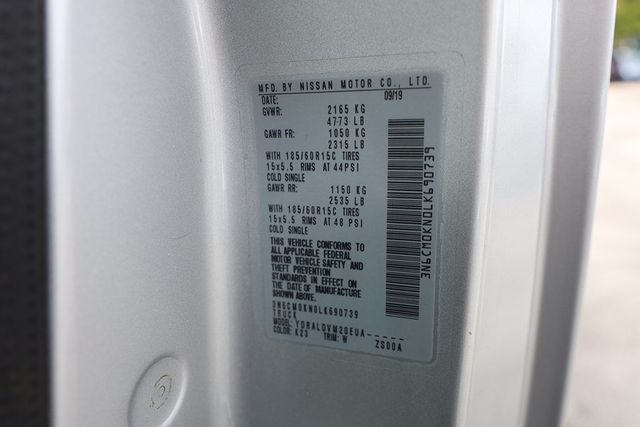 MFD. BY NISSAN MOTOR CO., LTD.
DATE: 09/19
GVWR: 2165 KG
4773 LB
GAWR FR: 1050 KG
2315 LB
WITH 185/60R15C TIRES
15x5.5 RIMS AT 44PSI
COLD SINGLE
GAWR RR: 1150 KG
2535 LB
WITH 185/60R15C TIRES
15x5.5 RIMS AT 48 PSI
COLD SINGLE
THIS VEHICLE CONFORMS TO
ALL APPLICABLE FEDERAL
MOTOR VEHICLE SAFETY AND
THEFT PREVENTION
STANDARDS IN EFFECT ON
THE DATE OF MANUFACTURE
SHOWN ABOVE.
3N6CM0KN0LK690739
TRUCK
MODEL: YDRALDVM20EUA-----
COLOR: K23 TRIM: W ZS00A
3N6CM0KN0LK690739